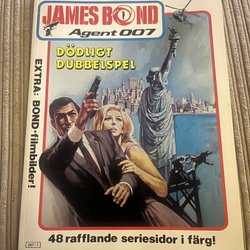 JAMES BOND
Agent 007
DÖDLIGT
DUBBELSPEL
EXTRA: BOND-filmbilder!
48 rafflande seriesidor i färg!